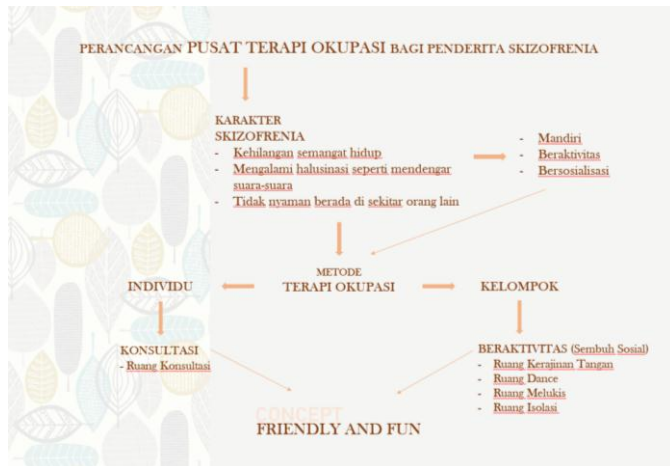 PERANCANGAN PUSAT TERAPI OKUPASI BAGI PENDERITA SKIZOFRENIA
KARAKTER
SKIZOFRENIA
- Kehilangan semangat hidup
- Mengalami halusinasi seperti mendengar
suara-suara
- Tidak nyaman berada di sekitar orang lain
- Mandiri
- Beraktivitas
- Bersosialisasi
METODE
TERAPI OKUPASI
INDIVIDU
KELOMPOK
KONSULTASI
- Ruang Konsultasi
BERAKTIVITAS (Sembuh Sosial)
- Ruang Kerajinan Tangan
- Ruang Dance
- Ruang Melukis
- Ruang Isolasi
CONCEPT
FRIENDLY AND FUN